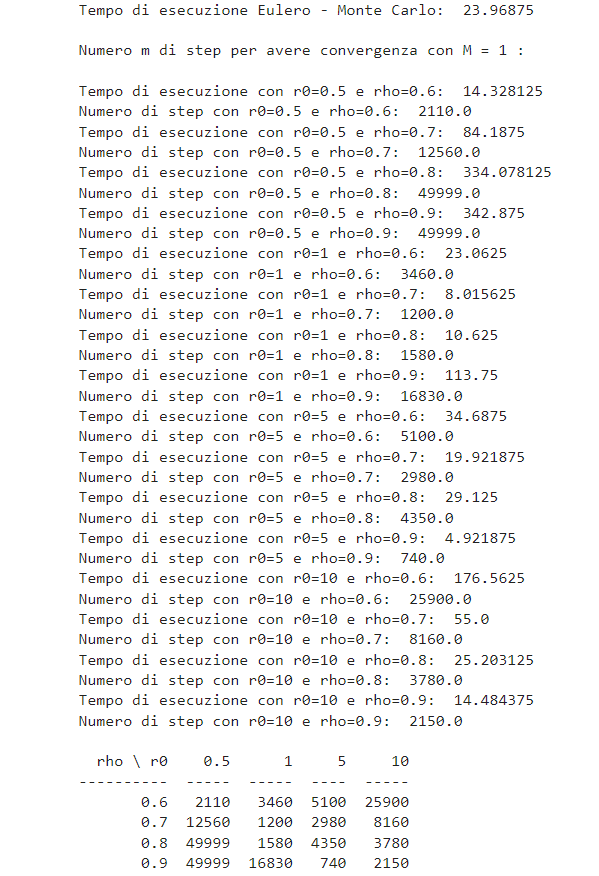 Tempo di esecuzione Eulero - Monte Carlo:  23.96875
Numero m di step per avere convergenza con M = 1 :
Tempo di esecuzione con r0=0.5 e rho=0.6:  14.328125
Numero di step con r0=0.5 e rho=0.6:  2110.0
Tempo di esecuzione con r0=0.5 e rho=0.7:  84.1875
Numero di step con r0=0.5 e rho=0.7:  12560.0
Tempo di esecuzione con r0=0.5 e rho=0.8:  334.078125
Numero di step con r0=0.5 e rho=0.8:  49999.0
Tempo di esecuzione con r0=0.5 e rho=0.9:  342.875
Numero di step con r0=0.5 e rho=0.9:  49999.0
Tempo di esecuzione con r0=1 e rho=0.6:  23.0625
Numero di step con r0=1 e rho=0.6:  3460.0
Tempo di esecuzione con r0=1 e rho=0.7:  8.015625
Numero di step con r0=1 e rho=0.7:  1200.0
Tempo di esecuzione con r0=1 e rho=0.8:  10.625
Numero di step con r0=1 e rho=0.8:  1580.0
Tempo di esecuzione con r0=1 e rho=0.9:  113.75
Numero di step con r0=1 e rho=0.9:  16830.0
Tempo di esecuzione con r0=5 e rho=0.6:  34.6875
Numero di step con r0=5 e rho=0.6:  5100.0
Tempo di esecuzione con r0=5 e rho=0.7:  19.921875
Numero di step con r0=5 e rho=0.7:  2980.0
Tempo di esecuzione con r0=5 e rho=0.8:  29.125
Numero di step con r0=5 e rho=0.8:  4350.0
Tempo di esecuzione con r0=5 e rho=0.9:  4.921875
Numero di step con r0=5 e rho=0.9:  740.0
Tempo di esecuzione con r0=10 e rho=0.6:  176.5625
Numero di step con r0=10 e rho=0.6:  25900.0
Tempo di esecuzione con r0=10 e rho=0.7:  55.0
Numero di step con r0=10 e rho=0.7:  8160.0
Tempo di esecuzione con r0=10 e rho=0.8:  25.203125
Numero di step con r0=10 e rho=0.8:  3780.0
Tempo di esecuzione con r0=10 e rho=0.9:  14.484375
Numero di step con r0=10 e rho=0.9:  2150.0
  rho \ r0    0.5      1     5     10
----------  -----  -----  ----  -----
       0.6   2110   3460  5100  25900
       0.7  12560   1200  2980   8160
       0.8  49999   1580  4350   3780
       0.9  49999  16830   740   2150